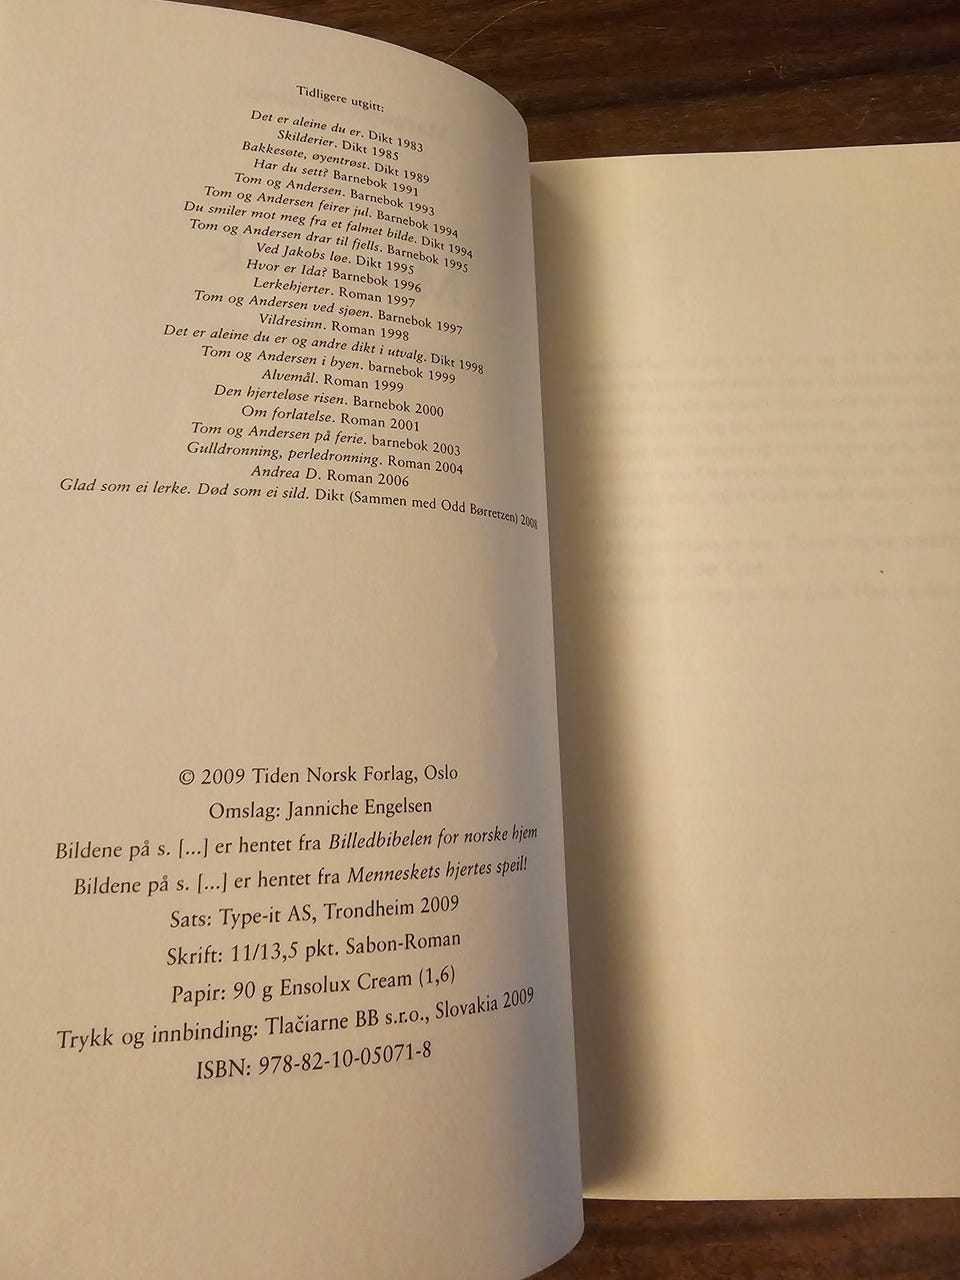 Tidligere utgitt:
Det er aleine du er. Dikt 1983
Skilderier. Dikt 1985
Bakkesøte, øyentrøst. Dikt 1989
Har du sett? Barnebok 1991
Tom og Andersen. Barnebok 1993
Tom og Andersen feirer jul. Barnebok 1994
Du smiler mot meg fra et falmet bilde. Dikt 1994
Tom og Andersen drar til fjells. Barnebok 1995
Ved Jakobs løe. Dikt 1995
Hvor er Ida? Barnebok 1996
Lerkehjerter. Roman 1997
Tom og Andersen ved sjøen. Barnebok 1997
Vildresinn. Roman 1998
Det er aleine du er og andre dikt i utvalg. Dikt 1998
Tom og Andersen i byen. barnebok 1999
Alvemål. Roman 1999
Den hjerteløse risen. Barnebok 2000
Om forlatelse. Roman 2001
Tom og Andersen på ferie. barnebok 2003
Gulldronning, perledronning. Roman 2004
Andrea D. Roman 2006
Glad som ei lerke. Død som ei sild. Dikt (Sammen med Odd Børretzen) 2008
© 2009 Tiden Norsk Forlag, Oslo
Omslag: Janniche Engelsen
Bildene på s. [...] er hentet fra Billedbibelen for norske hjem
Bildene på s. [...] er hentet fra Menneskets hjertes speil!
Sats: Type-it AS, Trondheim 2009
Skrift: 11/13,5 pkt. Sabon-Roman
Papir: 90 g Ensolux Cream (1,6)
Trykk og innbinding: Tlačiarne BB s.r.o., Slovakia 2009
ISBN: 978-82-10-05071-8